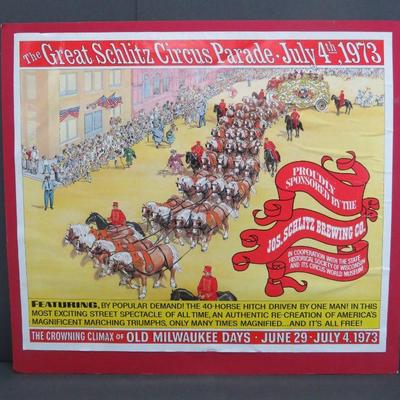 The Great Schlitz Circus Parade · July 4th, 1973
PROUDLY
SPONSORED BY THE
JOS. SCHLITZ BREWING CO.
IN COOPERATION WITH THE STATE
HISTORICAL SOCIETY OF WISCONSIN
AND ITS CIRCUS WORLD MUSEUM
FEATURING, BY POPULAR DEMAND! THE 40-HORSE HITCH DRIVEN BY ONE MAN! IN THIS
MOST EXCITING STREET SPECTACLE OF ALL TIME, AN AUTHENTIC RE-CREATION OF AMERICA'S
MAGNIFICENT MARCHING TRIUMPHS, ONLY MANY TIMES MAGNIFIED...AND IT'S ALL FREE!
THE CROWNING CLIMAX OF OLD MILWAUKEE DAYS · JUNE 29 - JULY 4, 1973